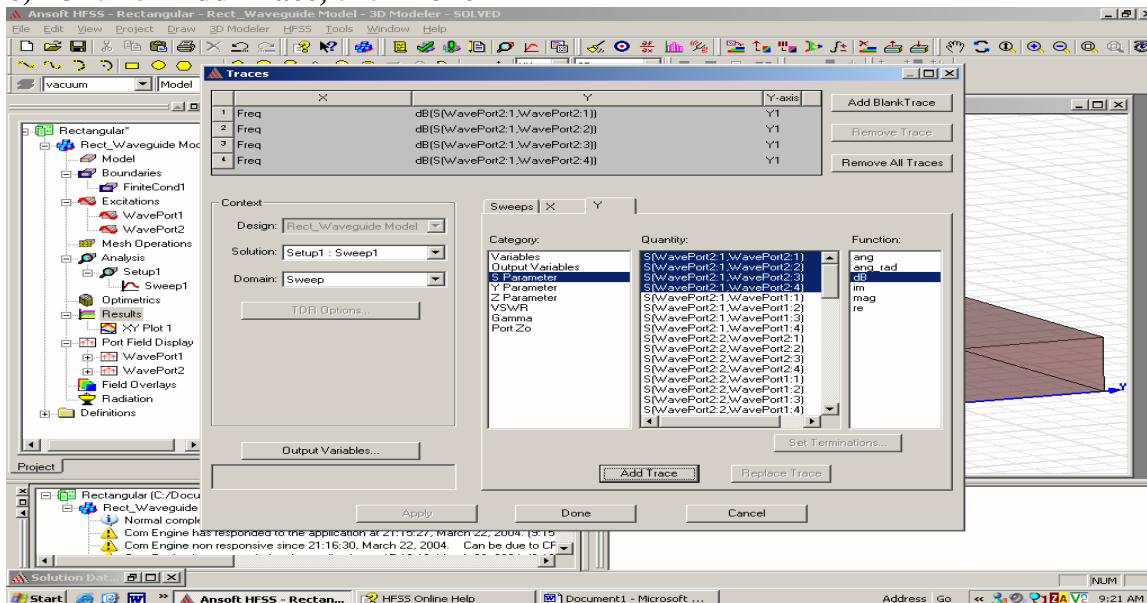 Ansoft HFSS - Rectangular - Rect_Waveguide Model - 3D Modeler - SOLVED
File Edit View Project Draw 3D Modeler HFSS Tools Window Help
vacuum Model
Traces
X Y Y-axis
1 Freq dB(S(WavePort2:1,WavePort2:1)) Y1
2 Freq dB(S(WavePort2:1,WavePort2:2)) Y1
3 Freq dB(S(WavePort2:1,WavePort2:3)) Y1
4 Freq dB(S(WavePort2:1,WavePort2:4)) Y1
Add BlankTrace
Remove Trace
Remove All Traces
Rectangular*
Rect_Waveguide Mod
Model
Boundaries
FiniteCond1
Excitations
WavePort1
WavePort2
Mesh Operations
Analysis
Setup1
Sweep1
Optimetrics
Results
XY Plot 1
Port Field Display
WavePort1
WavePort2
Field Overlays
Radiation
Definitions
Project
Context
Design: Rect_Waveguide Model
Solution: Setup1 : Sweep1
Domain: Sweep
TDR Options...
Output Variables...
Sweeps X Y
Category:
Variables
Output Variables
S Parameter
Y Parameter
Z Parameter
VSWR
Gamma
Port Zo
Quantity:
S(WavePort2:1,WavePort2:1)
S(WavePort2:1,WavePort2:2)
S(WavePort2:1,WavePort2:3)
S(WavePort2:1,WavePort2:4)
S(WavePort2:1,WavePort1:1)
S(WavePort2:1,WavePort1:2)
S(WavePort2:1,WavePort1:3)
S(WavePort2:1,WavePort1:4)
S(WavePort2:2,WavePort2:1)
S(WavePort2:2,WavePort2:2)
S(WavePort2:2,WavePort2:3)
S(WavePort2:2,WavePort2:4)
S(WavePort2:2,WavePort1:1)
S(WavePort2:2,WavePort1:2)
S(WavePort2:2,WavePort1:3)
S(WavePort2:2,WavePort1:4)
Function:
ang
ang_rad
dB
im
mag
re
Set Terminations...
Add Trace Replace Trace
Apply Done Cancel
Y
Rectangular (C:/Docu
Rect_Waveguide
Normal comple
Com Engine has responded to the application at 21:15:27, March 22, 2004. (9:15
Com Engine non responsive since 21:16:30, March 22, 2004. Can be due to CP
Solution Dat...
NUM
Start Ansoft HFSS - Rectan... HFSS Online Help Document1 - Microsoft ... Address Go 9:21 AM